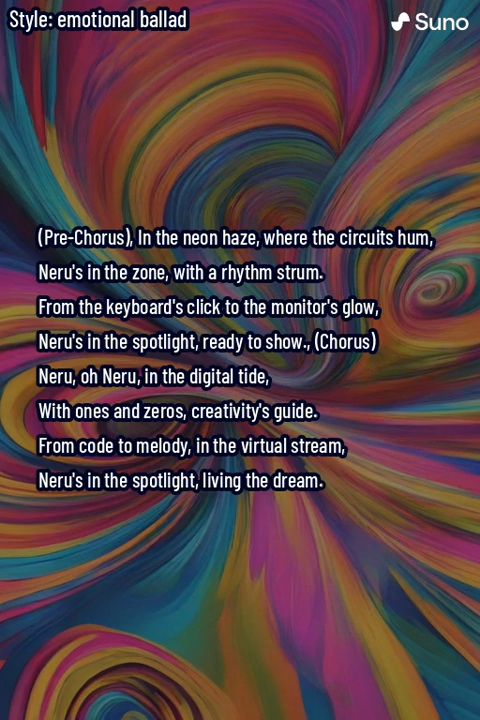 Style: emotional ballad
Suno
(Pre-Chorus), In the neon haze, where the circuits hum,
Neru's in the zone, with a rhythm strum.
From the keyboard's click to the monitor's glow,
Neru's in the spotlight, ready to show., (Chorus)
Neru, oh Neru, in the digital tide,
With ones and zeros, creativity's guide.
From code to melody, in the virtual stream,
Neru's in the spotlight, living the dream.